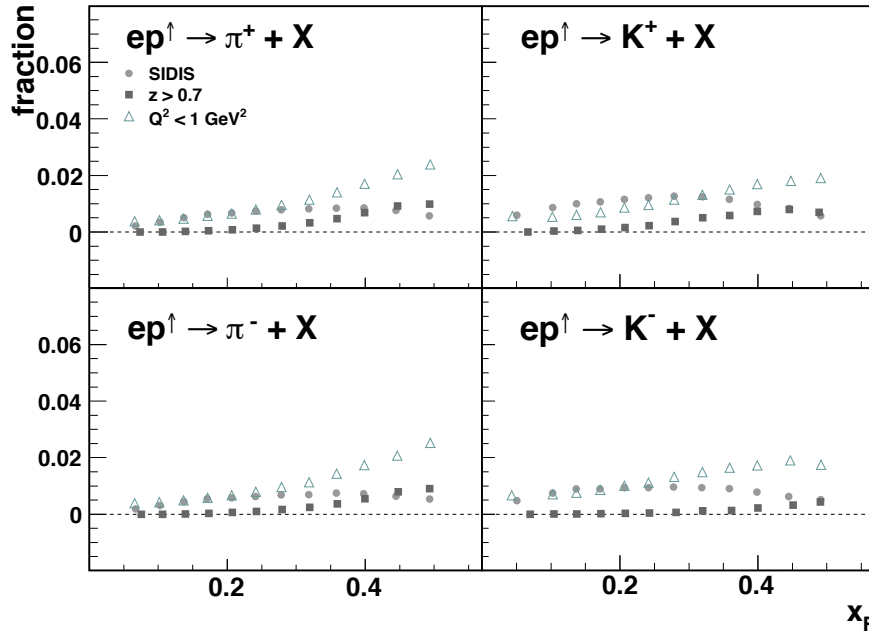 ep↑ → π⁺ + X
ep↑ → K⁺ + X
fraction
SIDIS
z > 0.7
Q² < 1 GeV²
0.06
0.04
0.02
0
ep↑ → π⁻ + X
ep↑ → K⁻ + X
0.06
0.04
0.02
0
0.2
0.4
0.2
0.4
x_F